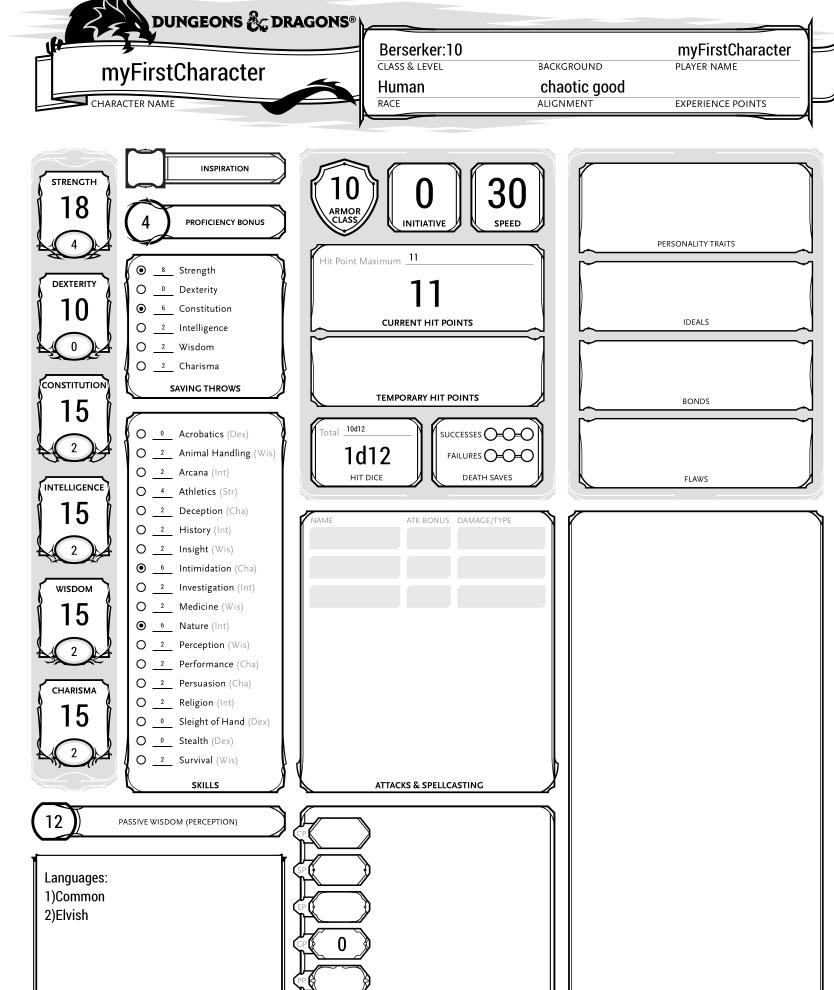 DUNGEONS & DRAGONS®
myFirstCharacter
CHARACTER NAME
Berserker:10
myFirstCharacter
CLASS & LEVEL
BACKGROUND
PLAYER NAME
Human
chaotic good
RACE
ALIGNMENT
EXPERIENCE POINTS
STRENGTH
18
4
DEXTERITY
10
0
CONSTITUTION
15
2
INTELLIGENCE
15
2
WISDOM
15
2
CHARISMA
15
2
INSPIRATION
4 PROFICIENCY BONUS
8 Strength
0 Dexterity
6 Constitution
2 Intelligence
2 Wisdom
2 Charisma
SAVING THROWS
0 Acrobatics (Dex)
2 Animal Handling (Wis)
2 Arcana (Int)
4 Athletics (Str)
2 Deception (Cha)
2 History (Int)
2 Insight (Wis)
6 Intimidation (Cha)
2 Investigation (Int)
2 Medicine (Wis)
6 Nature (Int)
2 Perception (Wis)
2 Performance (Cha)
2 Persuasion (Cha)
2 Religion (Int)
0 Sleight of Hand (Dex)
0 Stealth (Dex)
2 Survival (Wis)
SKILLS
12 PASSIVE WISDOM (PERCEPTION)
Languages:
1)Common
2)Elvish
10
ARMOR
CLASS
0
INITIATIVE
30
SPEED
Hit Point Maximum 11
11
CURRENT HIT POINTS
TEMPORARY HIT POINTS
Total 10d12
1d12
HIT DICE
SUCCESSES
FAILURES
DEATH SAVES
NAME ATK BONUS DAMAGE/TYPE
ATTACKS & SPELLCASTING
CP
SP
EP
GP 0
PP
PERSONALITY TRAITS
IDEALS
BONDS
FLAWS